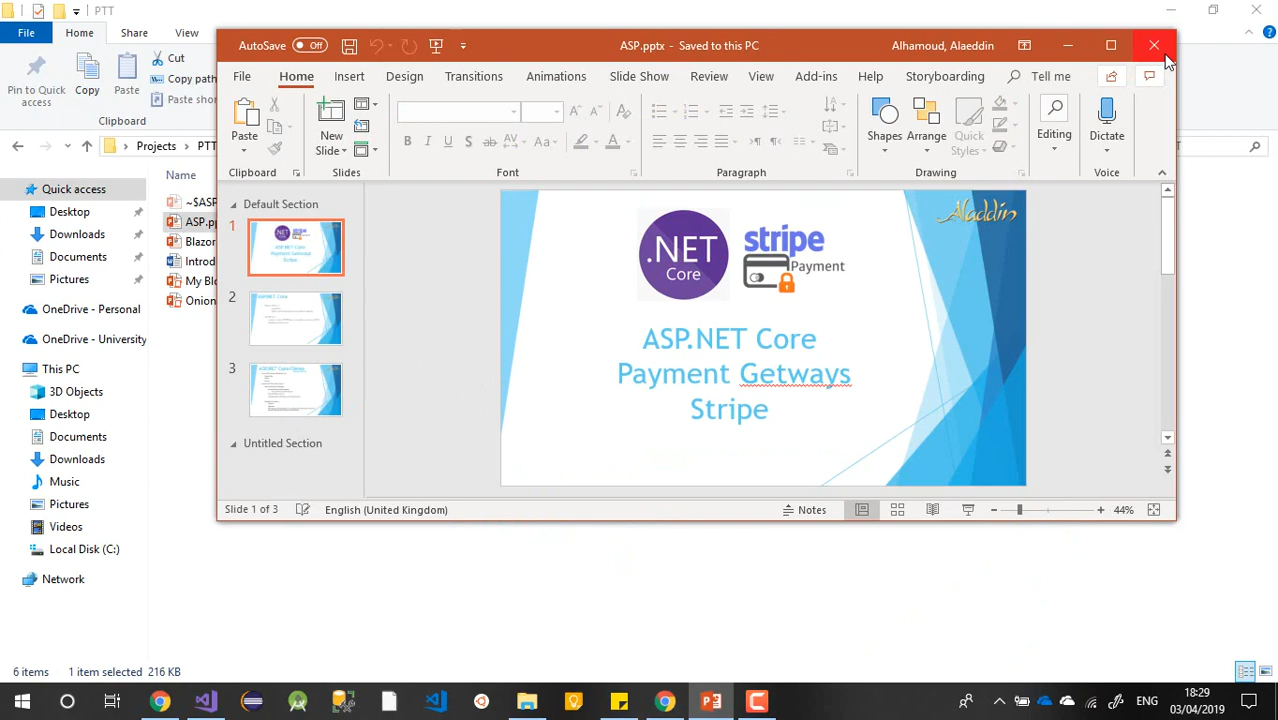 PTT
File Home Share View
Pin to Quick access
Copy
Paste
Cut
Copy path
Paste shor
Clipboard
Projects
PTT
Quick access
Desktop
Downloads
Documents
Pictures
OneDrive - Personal
OneDrive - University
This PC
3D Objects
Desktop
Documents
Downloads
Music
Pictures
Videos
Local Disk (C:)
Network
Name
~$ASP
ASP.pp
Blazor
Introd
My Bl
Onion
AutoSave Off
ASP.pptx - Saved to this PC
Alhamoud, Alaeddin
File Home Insert Design Transitions Animations Slide Show Review View Add-ins Help Storyboarding Tell me
Paste
New
Slide
Shapes
Arrange
Quick
Styles
Editing
Dictate
Clipboard Slides Font Paragraph Drawing Voice
Default Section
1
2
3
Untitled Section
.NET
Core
stripe
Payment
Aladdin
ASP.NET Core
Payment Getways
Stripe
Slide 1 of 3
English (United Kingdom)
Notes
44%
6 items 1 item selected 216 KB
ENG
18:29
03/04/2019